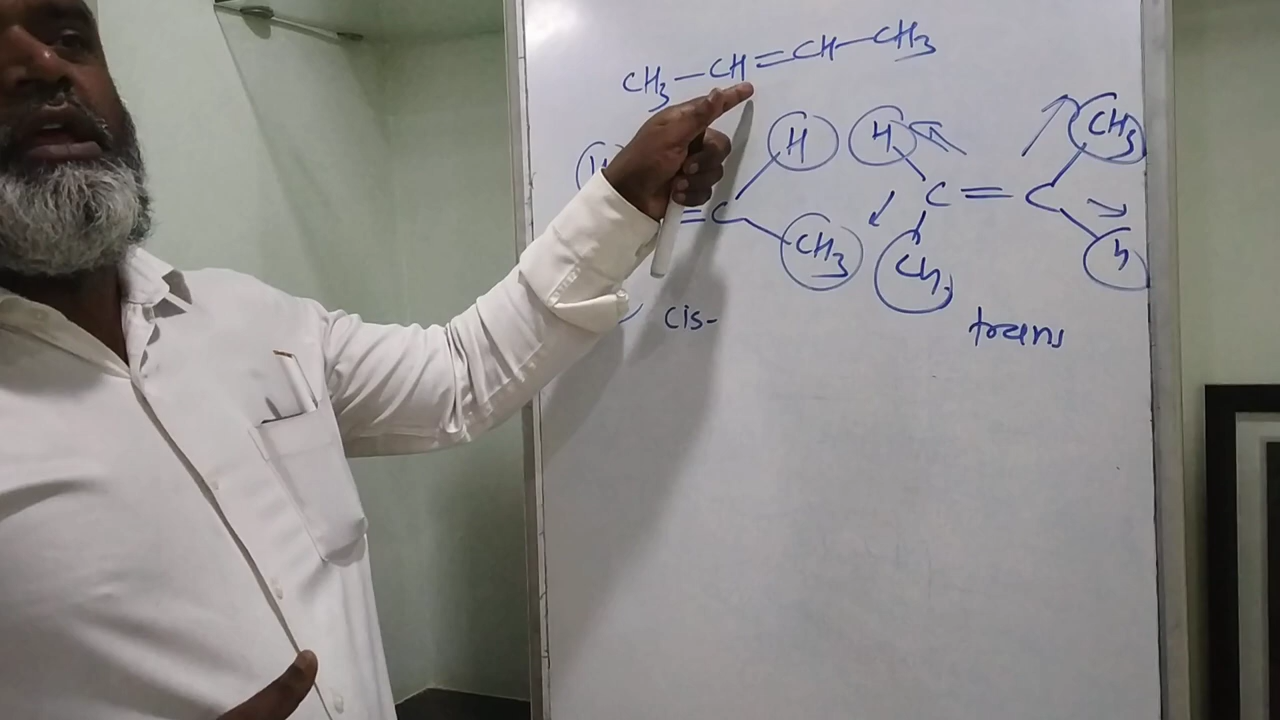 CH3-CH=CH-CH3
H H H CH3
=C C=C
CH3 CH3 h
cis- trans